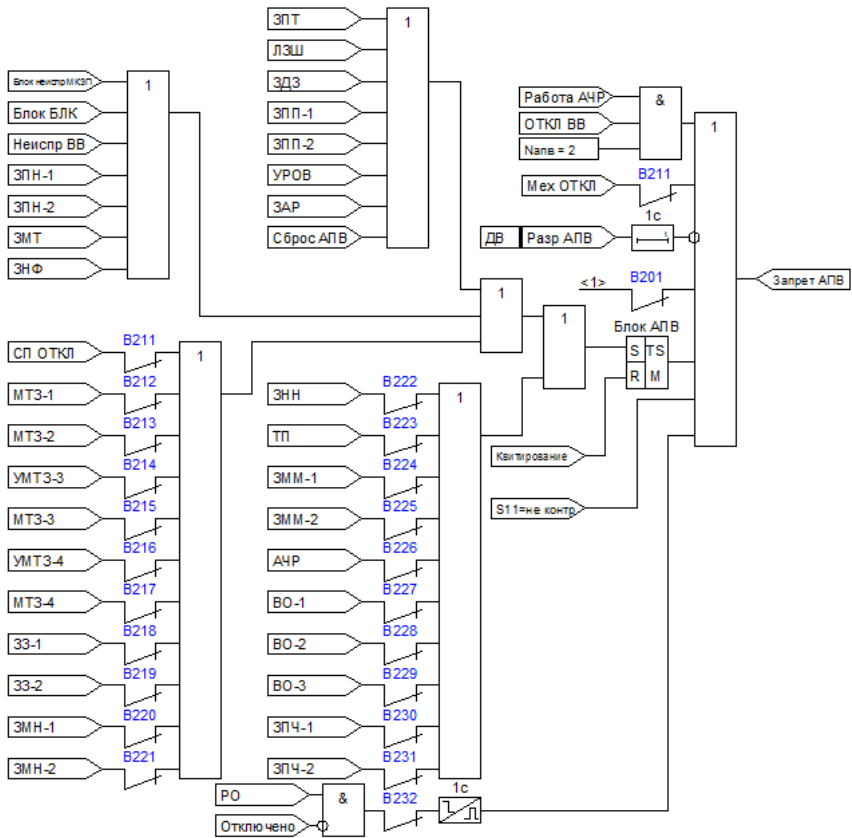 ЗПТ
ЛЗШ
ЗДЗ
ЗПП-1
ЗПП-2
УРОВ
ЗАР
Сброс АПВ
1
Блок неиспр МКЗП
Блок БЛК
Неиспр ВВ
ЗПН-1
ЗПН-2
ЗМТ
ЗНФ
1
Работа АЧР
ОТКЛ ВВ
Nапв = 2
&
1
Мех ОТКЛ
B211
1с
ДВ
Разр АПВ
t
<1>
B201
Запрет АПВ
1
1
Блок АПВ
S TS
R M
Квитирование
S11=не контр
СП ОТКЛ
B211
1
МТЗ-1
B212
МТЗ-2
B213
УМТЗ-3
B214
МТЗ-3
B215
УМТЗ-4
B216
МТЗ-4
B217
ЗЗ-1
B218
ЗЗ-2
B219
ЗМН-1
B220
ЗМН-2
B221
ЗНН
B222
1
ТП
B223
ЗММ-1
B224
ЗММ-2
B225
АЧР
B226
ВО-1
B227
ВО-2
B228
ВО-3
B229
ЗПЧ-1
B230
ЗПЧ-2
B231
РО
Отключено
&
B232
1с